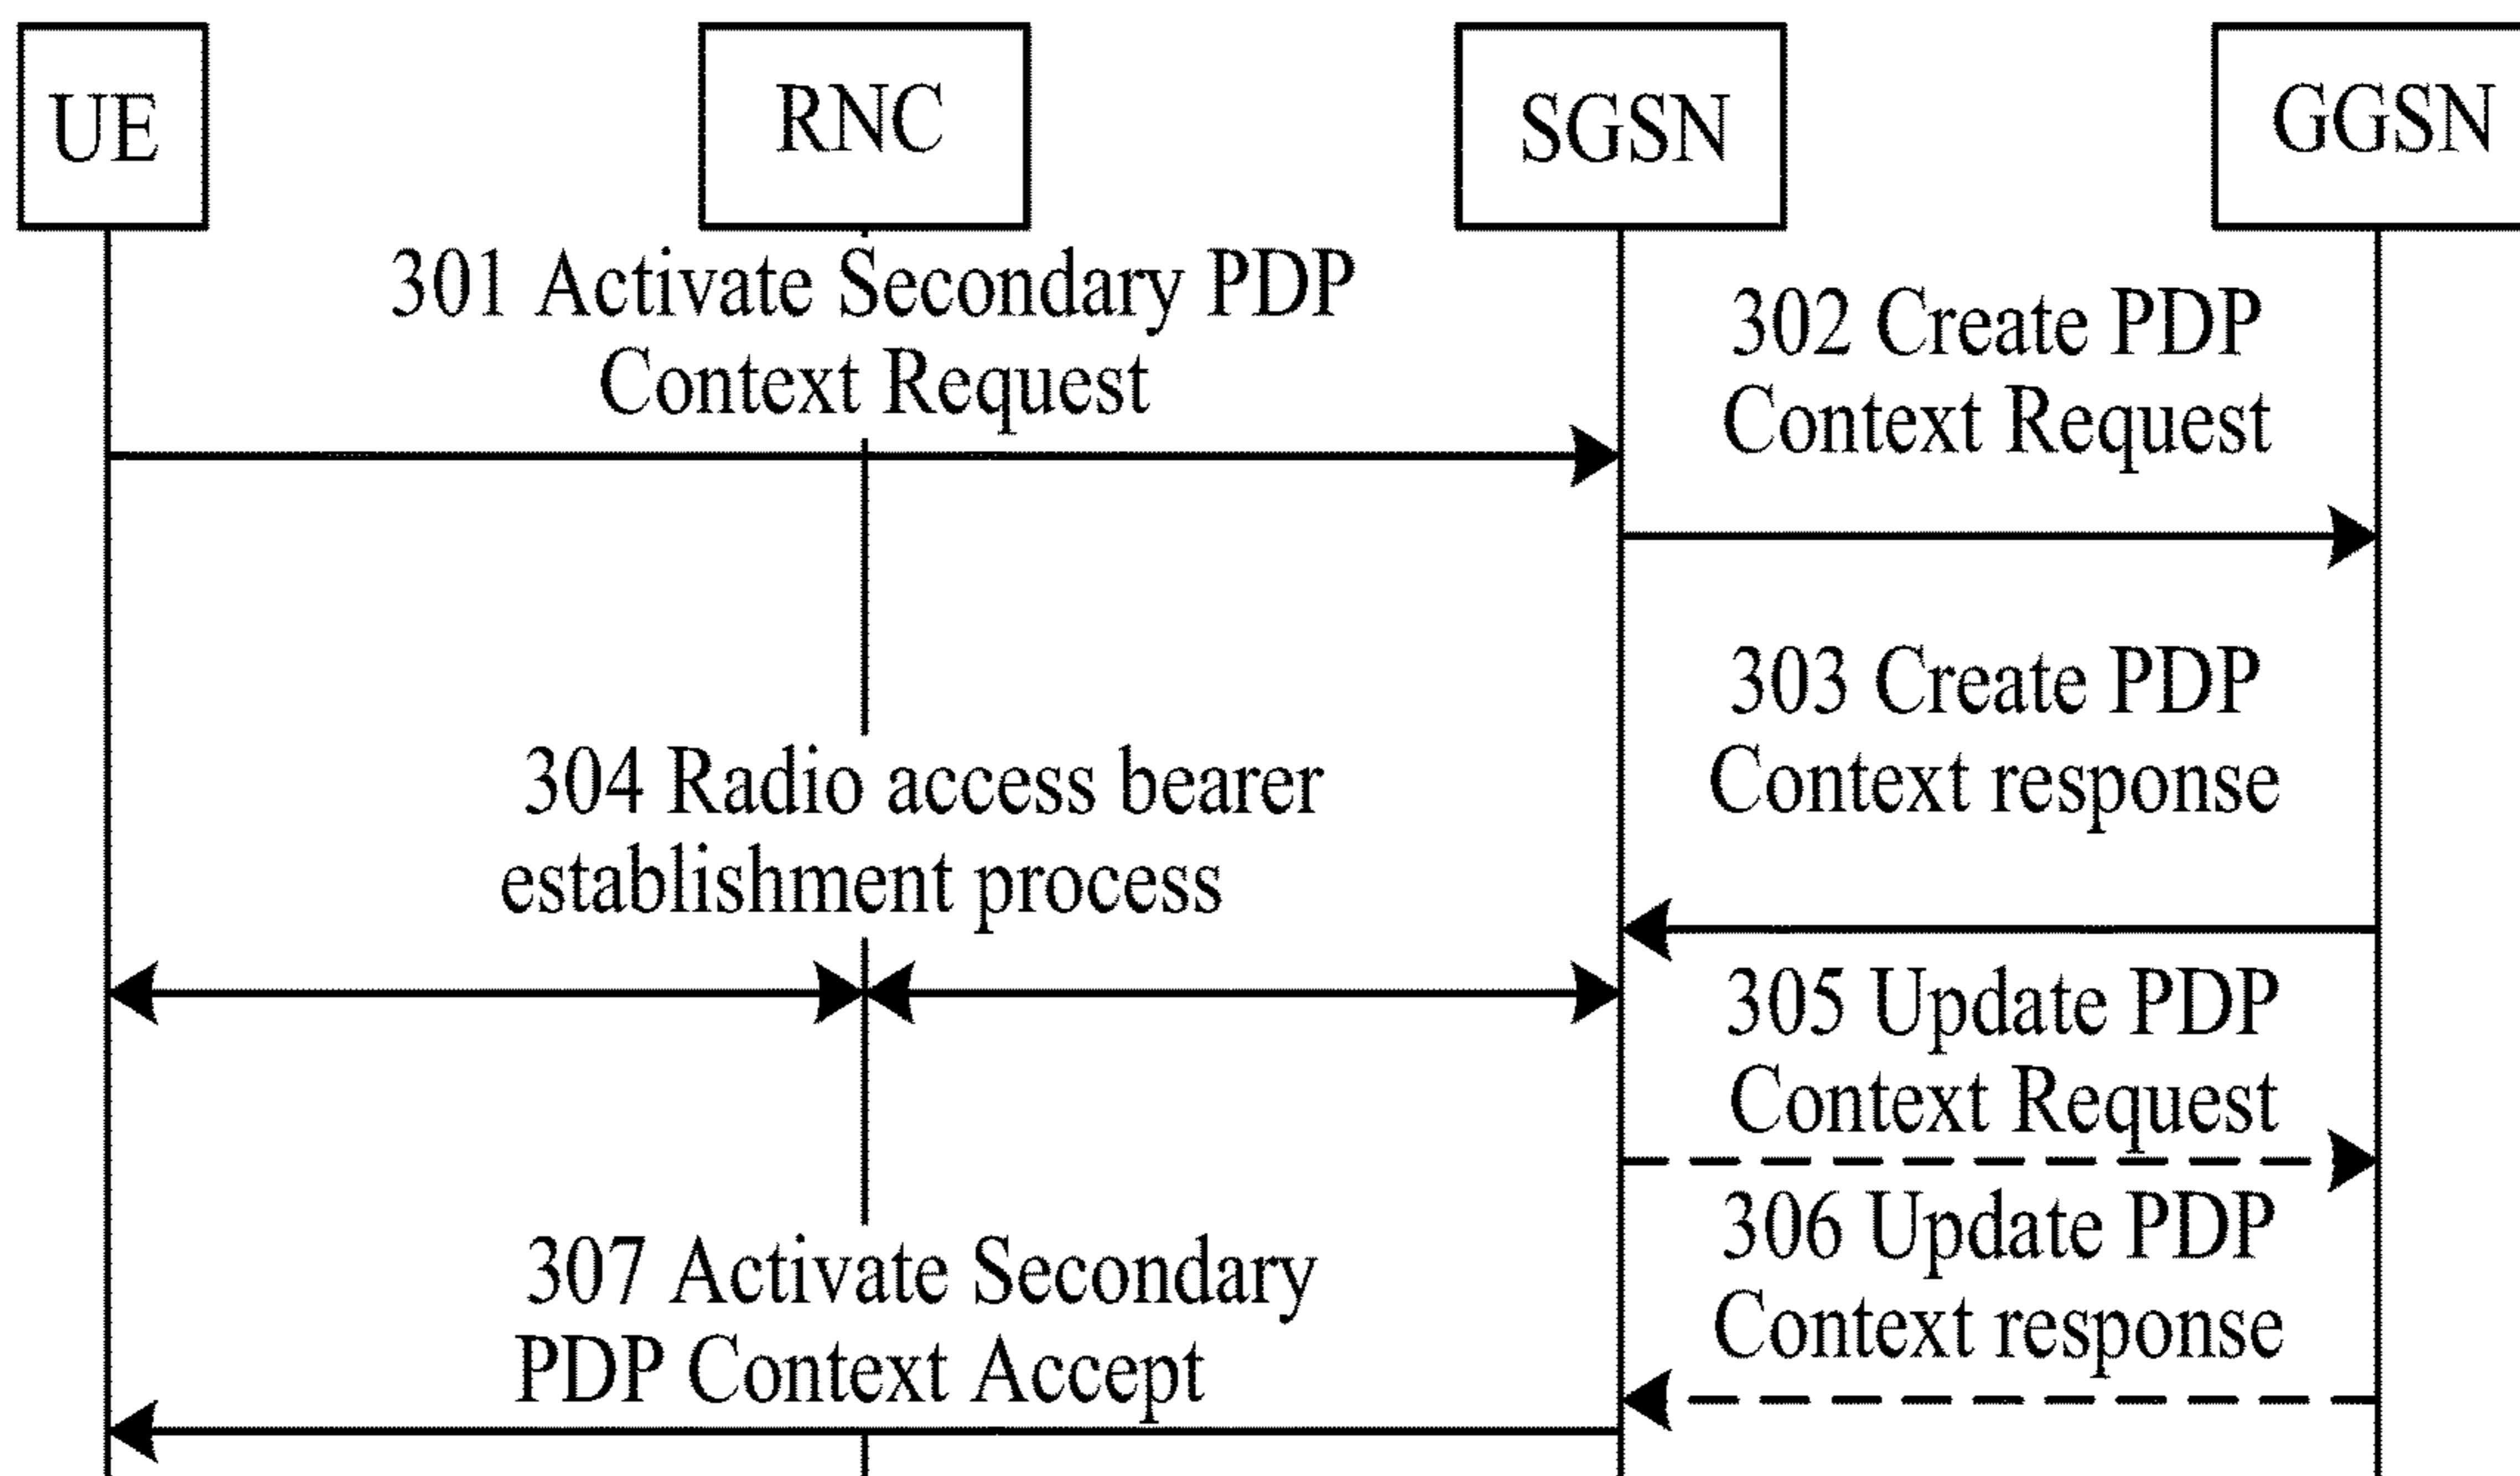 UE
RNC
SGSN
GGSN
301 Activate Secondary PDP
Context Request
302 Create PDP
Context Request
303 Create PDP
Context response
304 Radio access bearer
establishment process
305 Update PDP
Context Request
306 Update PDP
Context response
307 Activate Secondary
PDP Context Accept